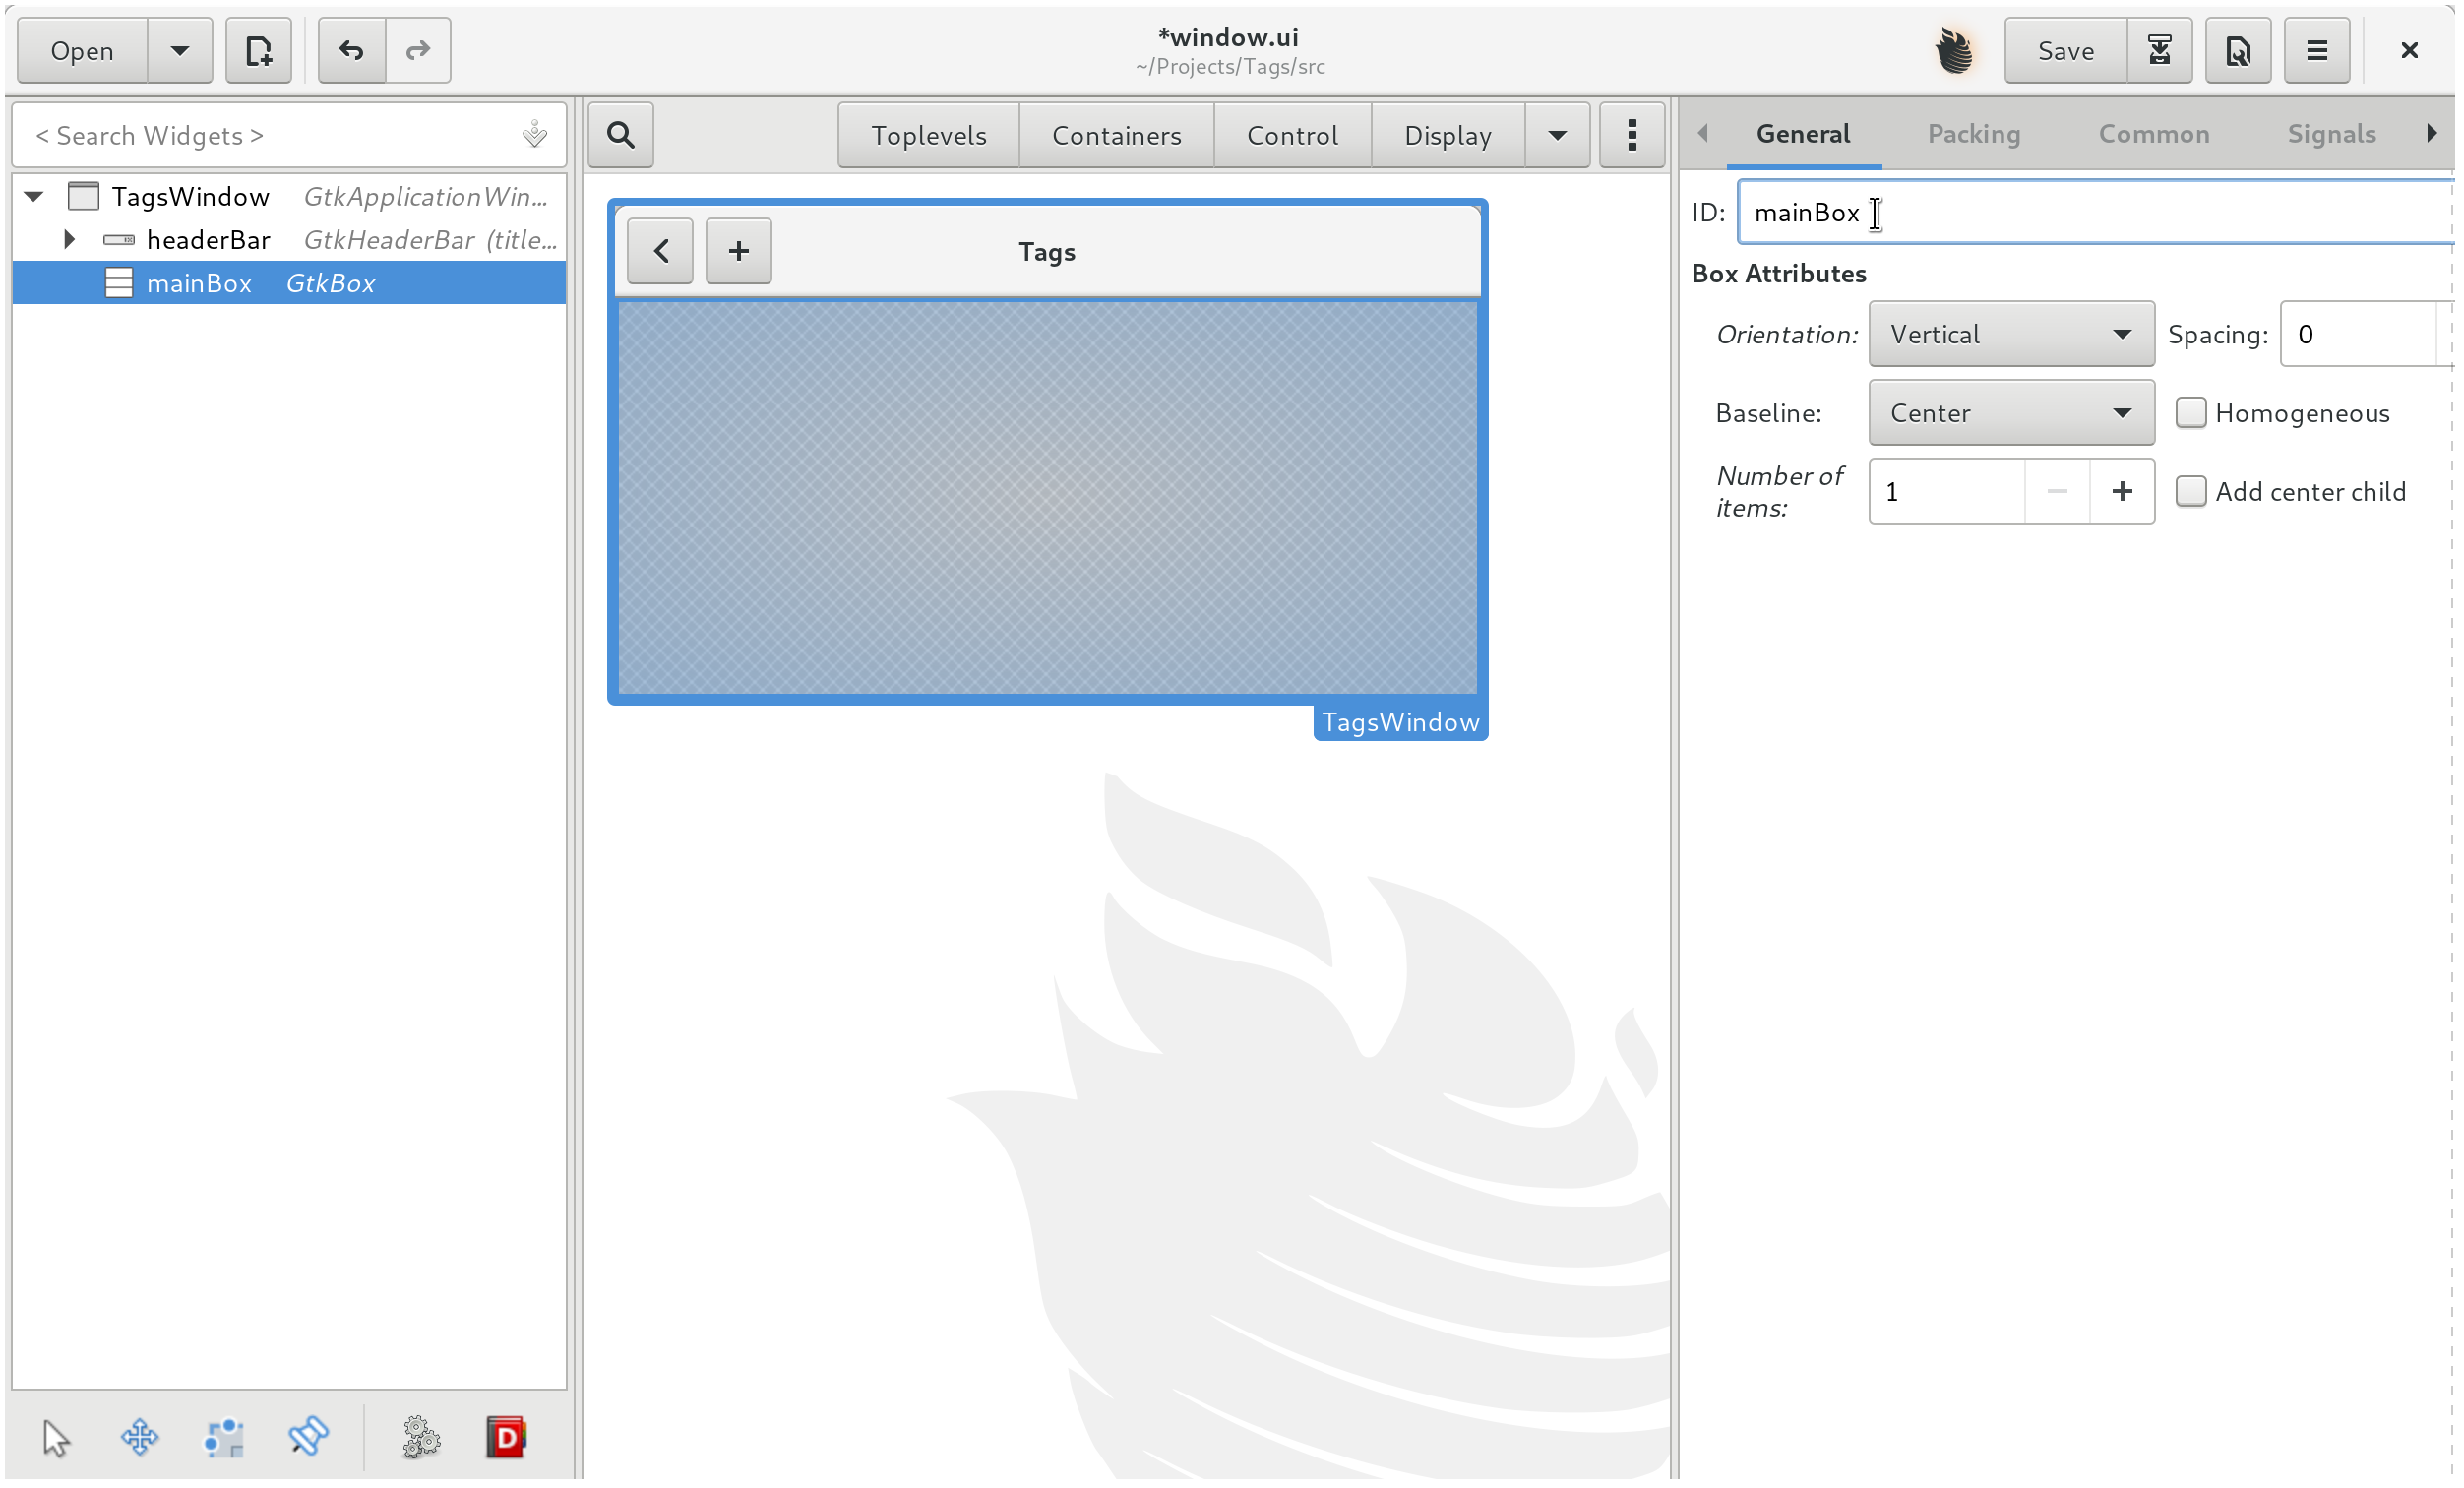 Open
*window.ui
~/Projects/Tags/src
Save
< Search Widgets >
Toplevels Containers Control Display
General Packing Common Signals
TagsWindow GtkApplicationWin...
headerBar GtkHeaderBar (title...
mainBox GtkBox
Tags
TagsWindow
ID: mainBox
Box Attributes
Orientation: Vertical Spacing: 0
Baseline: Center Homogeneous
Number of
items: 1 Add center child
D